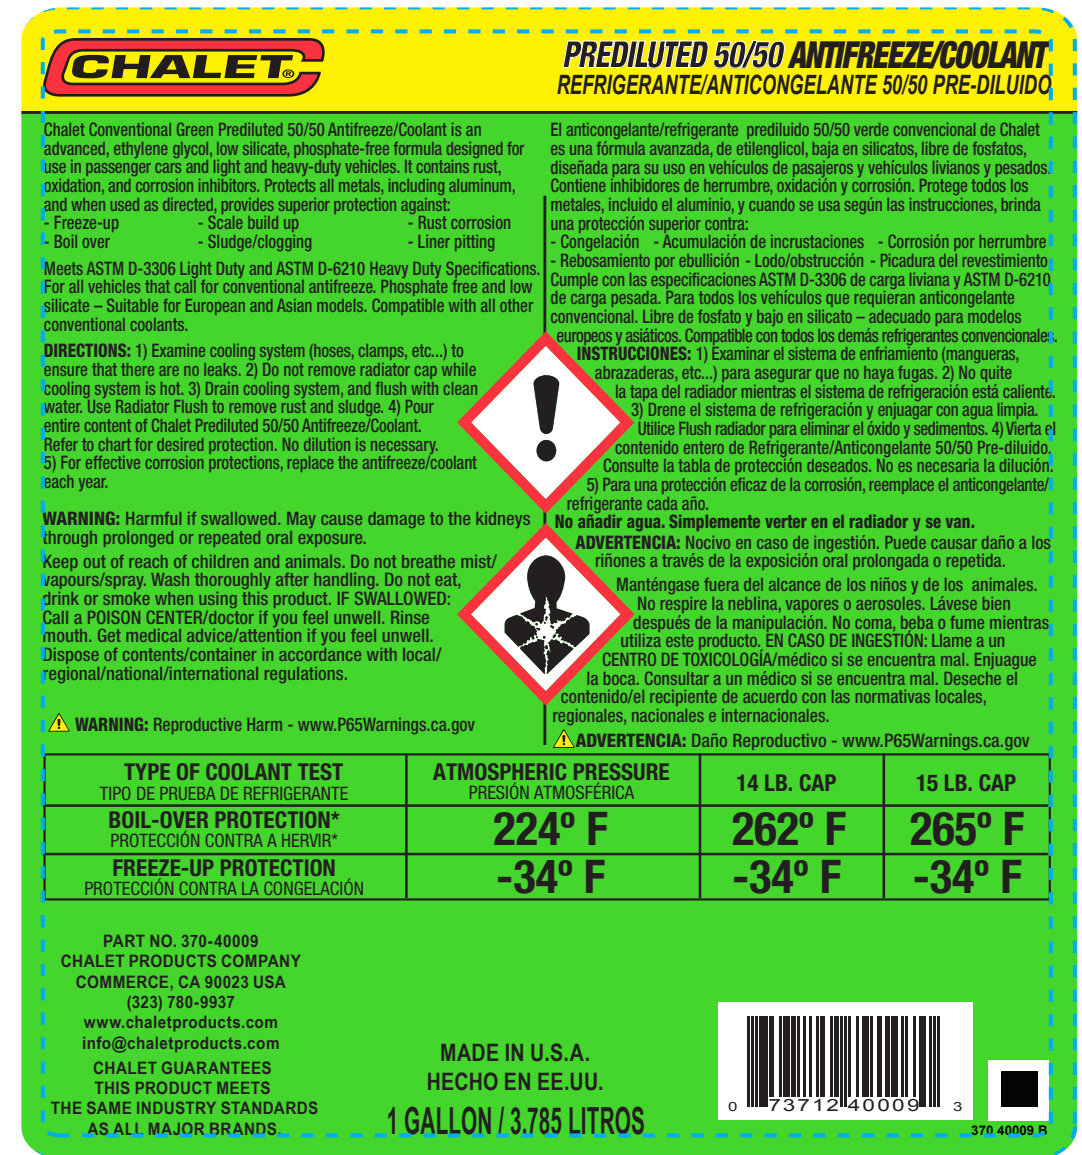 CHALET®
PREDILUTED 50/50 ANTIFREEZE/COOLANT
REFRIGERANTE/ANTICONGELANTE 50/50 PRE-DILUIDO
Chalet Conventional Green Prediluted 50/50 Antifreeze/Coolant is an
advanced, ethylene glycol, low silicate, phosphate-free formula designed for
use in passenger cars and light and heavy-duty vehicles. It contains rust,
oxidation, and corrosion inhibitors. Protects all metals, including aluminum,
and when used as directed, provides superior protection against:
- Freeze-up - Scale build up - Rust corrosion
- Boil over - Sludge/clogging - Liner pitting
Meets ASTM D-3306 Light Duty and ASTM D-6210 Heavy Duty Specifications.
For all vehicles that call for conventional antifreeze. Phosphate free and low
silicate – Suitable for European and Asian models. Compatible with all other
conventional coolants.
DIRECTIONS: 1) Examine cooling system (hoses, clamps, etc...) to
ensure that there are no leaks. 2) Do not remove radiator cap while
cooling system is hot. 3) Drain cooling system, and flush with clean
water. Use Radiator Flush to remove rust and sludge. 4) Pour
entire content of Chalet Prediluted 50/50 Antifreeze/Coolant.
Refer to chart for desired protection. No dilution is necessary.
5) For effective corrosion protections, replace the antifreeze/coolant
each year.
WARNING: Harmful if swallowed. May cause damage to the kidneys
through prolonged or repeated oral exposure.
Keep out of reach of children and animals. Do not breathe mist/
vapours/spray. Wash thoroughly after handling. Do not eat,
drink or smoke when using this product. IF SWALLOWED:
Call a POISON CENTER/doctor if you feel unwell. Rinse
mouth. Get medical advice/attention if you feel unwell.
Dispose of contents/container in accordance with local/
regional/national/international regulations.
WARNING: Reproductive Harm - www.P65Warnings.ca.gov
El anticongelante/refrigerante prediluido 50/50 verde convencional de Chalet
es una fórmula avanzada, de etilenglicol, baja en silicatos, libre de fosfatos,
diseñada para su uso en vehículos de pasajeros y vehículos livianos y pesados.
Contiene inhibidores de herrumbre, oxidación y corrosión. Protege todos los
metales, incluido el aluminio, y cuando se usa según las instrucciones, brinda
una protección superior contra:
- Congelación - Acumulación de incrustaciones - Corrosión por herrumbre
- Rebosamiento por ebullición - Lodo/obstrucción - Picadura del revestimiento
Cumple con las especificaciones ASTM D-3306 de carga liviana y ASTM D-6210
de carga pesada. Para todos los vehículos que requieran anticongelante
convencional. Libre de fosfato y bajo en silicato – adecuado para modelos
europeos y asiáticos. Compatible con todos los demás refrigerantes convencionales.
INSTRUCCIONES: 1) Examinar el sistema de enfriamiento (mangueras,
abrazaderas, etc...) para asegurar que no haya fugas. 2) No quite
la tapa del radiador mientras el sistema de refrigeración está caliente.
3) Drene el sistema de refrigeración y enjuagar con agua limpia.
Utilice Flush radiador para eliminar el óxido y sedimentos. 4) Vierta el
contenido entero de Refrigerante/Anticongelante 50/50 Pre-diluido.
Consulte la tabla de protección deseados. No es necesaria la dilución.
5) Para una protección eficaz de la corrosión, reemplace el anticongelante/
refrigerante cada año.
No añadir agua. Simplemente verter en el radiador y se van.
ADVERTENCIA: Nocivo en caso de ingestión. Puede causar daño a los
riñones a través de la exposición oral prolongada o repetida.
Manténgase fuera del alcance de los niños y de los animales.
No respire la neblina, vapores o aerosoles. Lávese bien
después de la manipulación. No coma, beba o fume mientras
utiliza este producto. EN CASO DE INGESTIÓN: Llame a un
CENTRO DE TOXICOLOGÍA/médico si se encuentra mal. Enjuague
la boca. Consultar a un médico si se encuentra mal. Deseche el
contenido/el recipiente de acuerdo con las normativas locales,
regionales, nacionales e internacionales.
ADVERTENCIA: Daño Reproductivo - www.P65Warnings.ca.gov
TYPE OF COOLANT TEST ATMOSPHERIC PRESSURE 14 LB. CAP 15 LB. CAP
TIPO DE PRUEBA DE REFRIGERANTE PRESIÓN ATMOSFÉRICA
BOIL-OVER PROTECTION* 224º F 262º F 265º F
PROTECCIÓN CONTRA A HERVIR*
FREEZE-UP PROTECTION -34º F -34º F -34º F
PROTECCIÓN CONTRA LA CONGELACIÓN
PART NO. 370-40009
CHALET PRODUCTS COMPANY
COMMERCE, CA 90023 USA
(323) 780-9937
www.chaletproducts.com
info@chaletproducts.com
CHALET GUARANTEES
THIS PRODUCT MEETS
THE SAME INDUSTRY STANDARDS
AS ALL MAJOR BRANDS.
MADE IN U.S.A.
HECHO EN EE.UU.
1 GALLON / 3.785 LITROS
0 73712 40009 3
370 40009 B